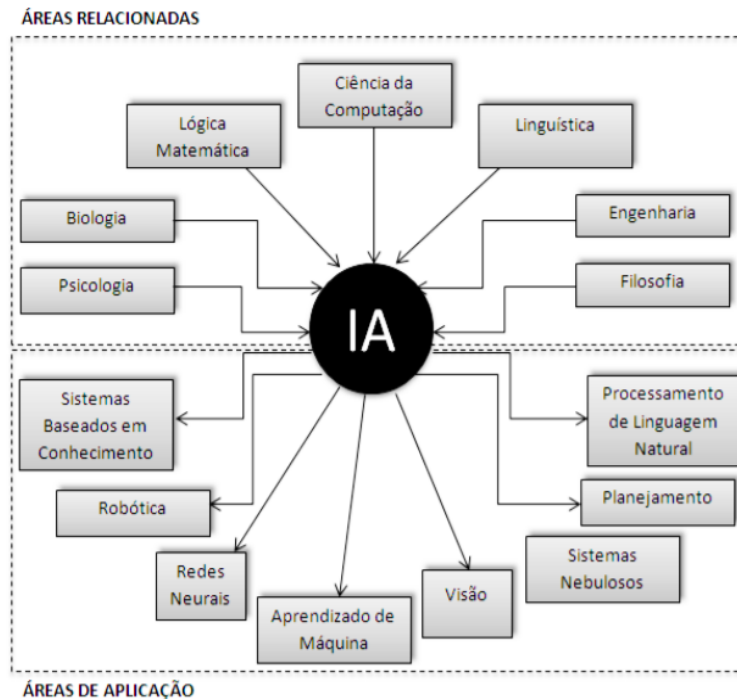 ÁREAS RELACIONADAS
Ciência da
Computação
Lógica
Matemática
Linguística
Biologia
Engenharia
Psicologia
Filosofia
IA
Sistemas
Baseados em
Conhecimento
Processamento
de Linguagem
Natural
Robótica
Planejamento
Redes
Neurais
Aprendizado de
Máquina
Visão
Sistemas
Nebulosos
ÁREAS DE APLICAÇÃO